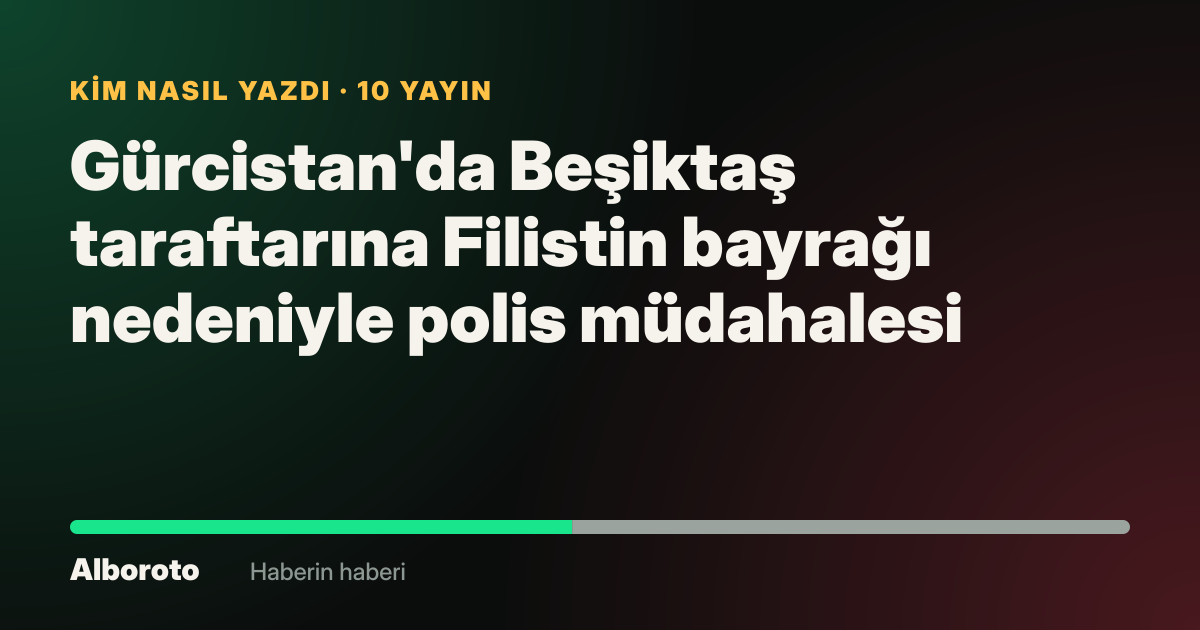 KİM NASIL YAZDI · 10 YAYIN
Gürcistan'da Beşiktaş
taraftarına Filistin bayrağı
nedeniyle polis müdahalesi
Alboroto Haberin haberi